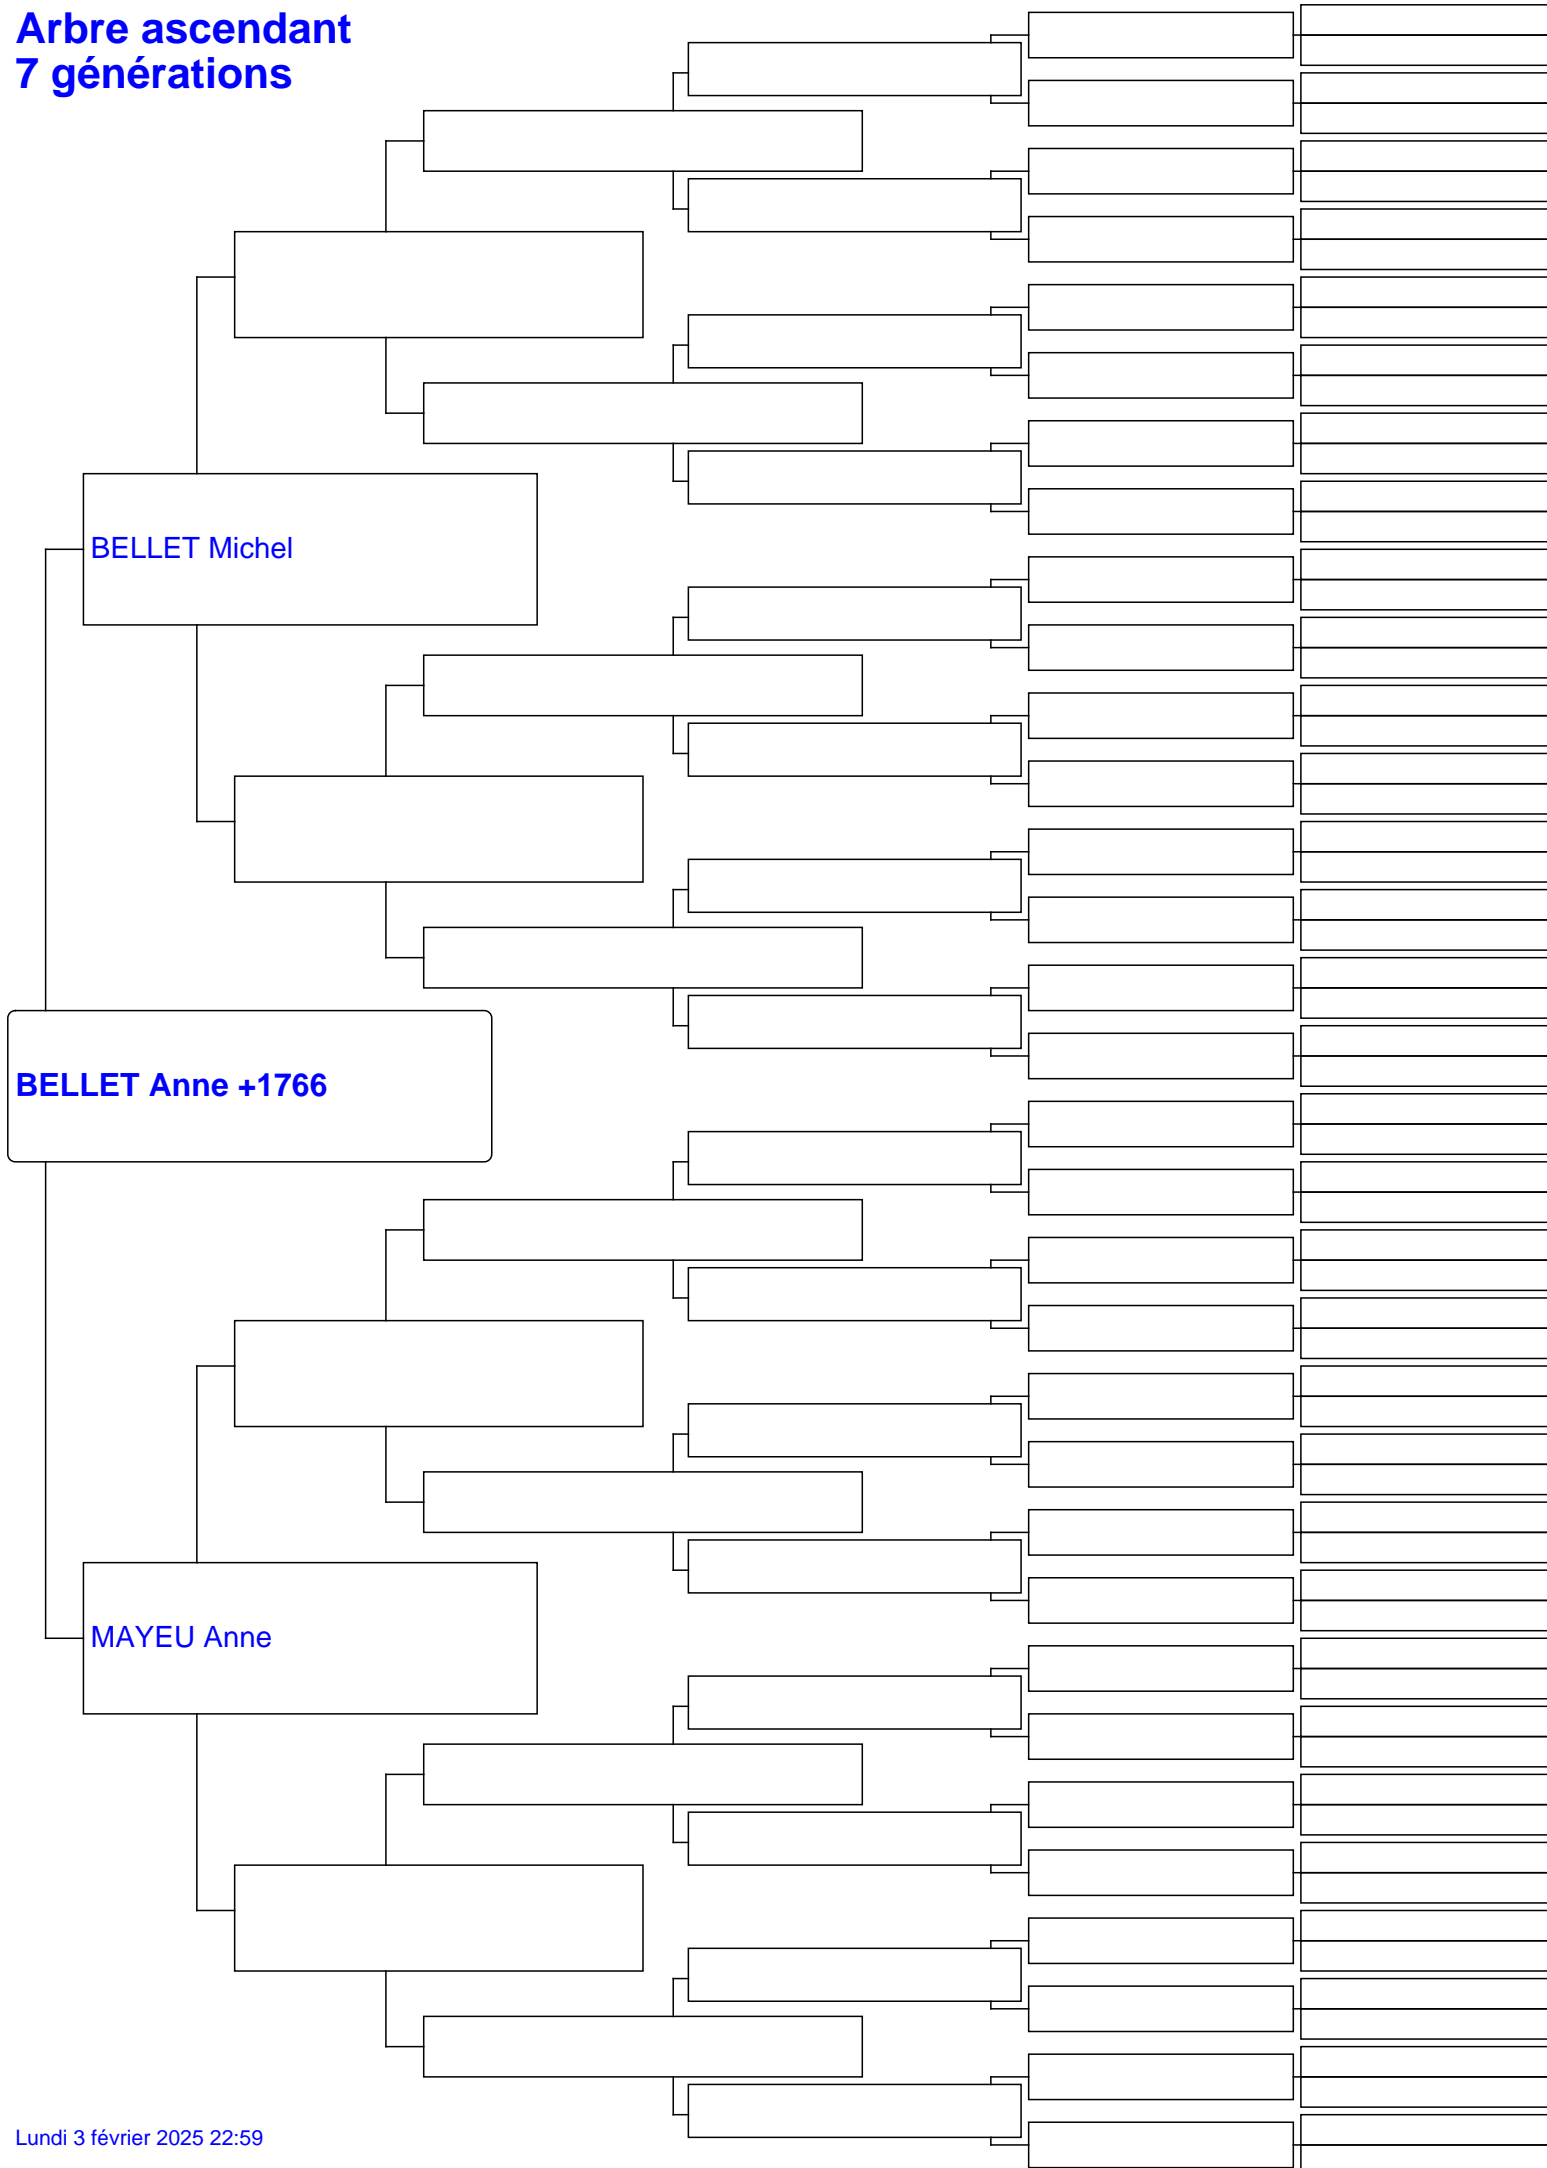 Arbre ascendant
7 générations
BELLET Michel
BELLET Anne +1766
MAYEU Anne
Lundi 3 février 2025 22:59